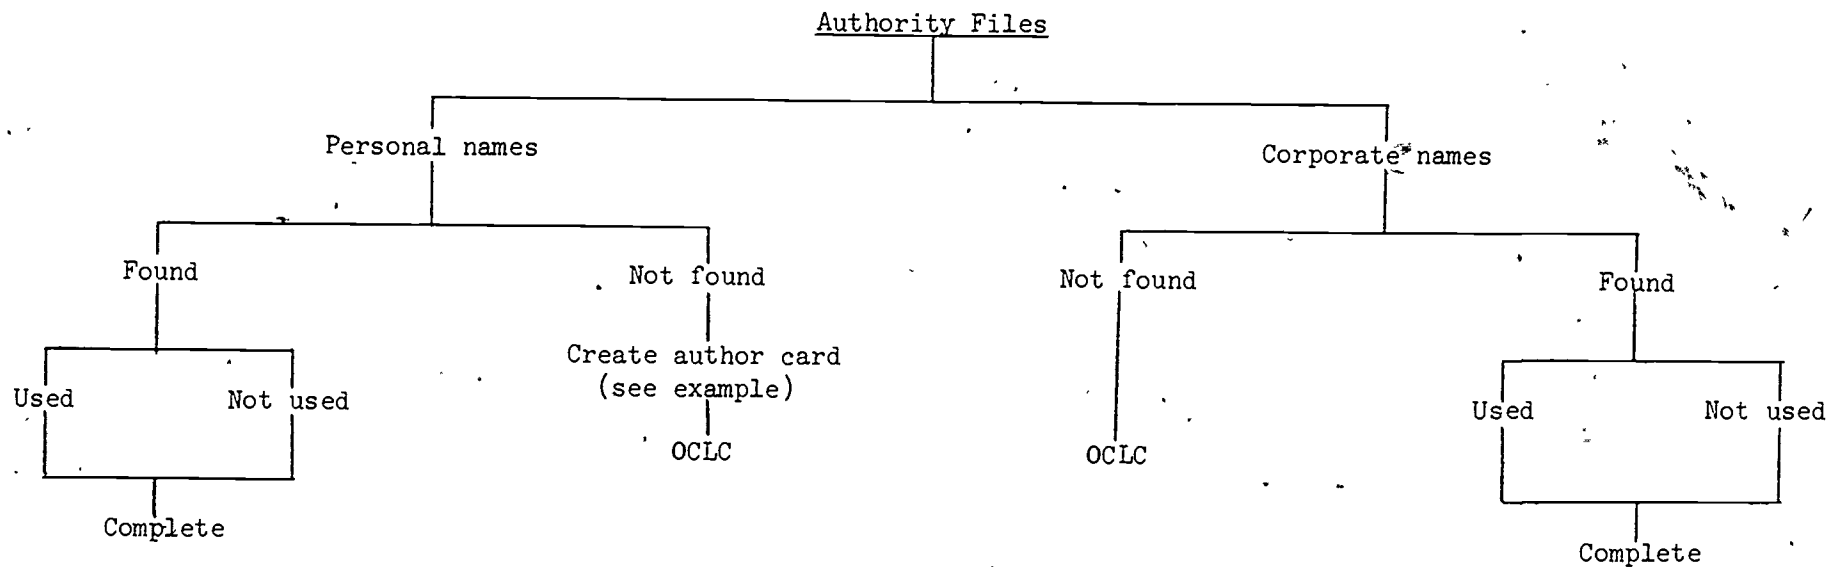 Authority Files
Personal names
Corporate names
Found
Not found
Not found
Found
Create author card
(see example)
Used
Not used
Used
Not used
OCLC
OCLC
Complete
Complete